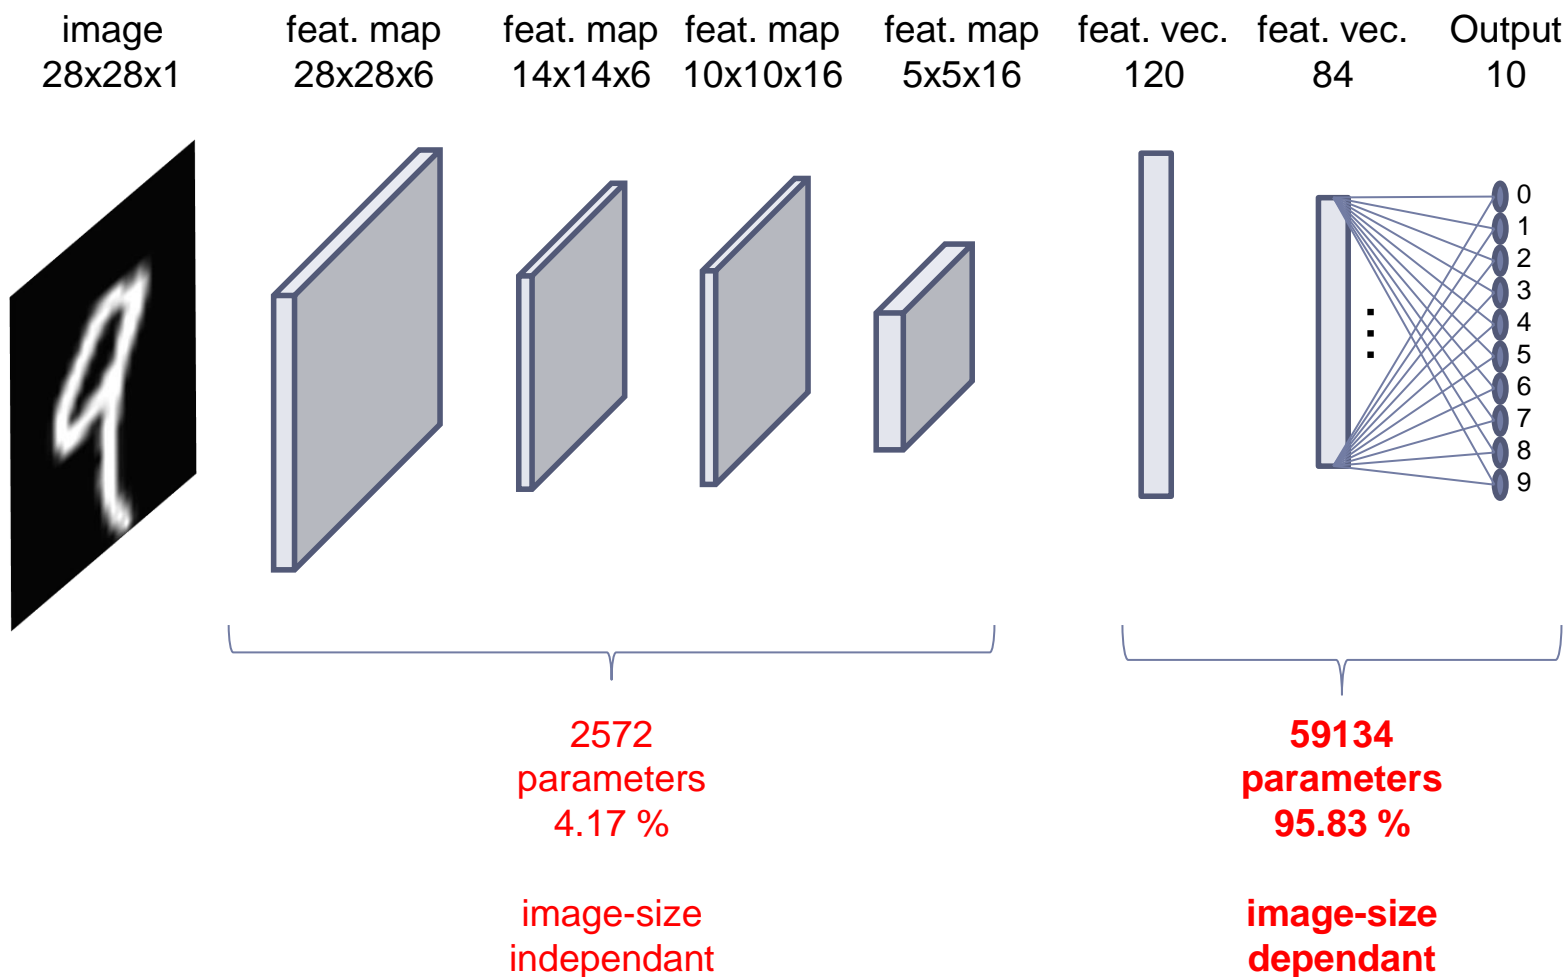 image
28x28x1
feat. map
28x28x6
feat. map
14x14x6
feat. map
10x10x16
feat. map
5x5x16
feat. vec.
120
feat. vec.
84
Output
10
0
1
2
3
4
5
6
7
8
9
2572
parameters
4.17 %
image-size
independant
59134
parameters
95.83 %
image-size
dependant